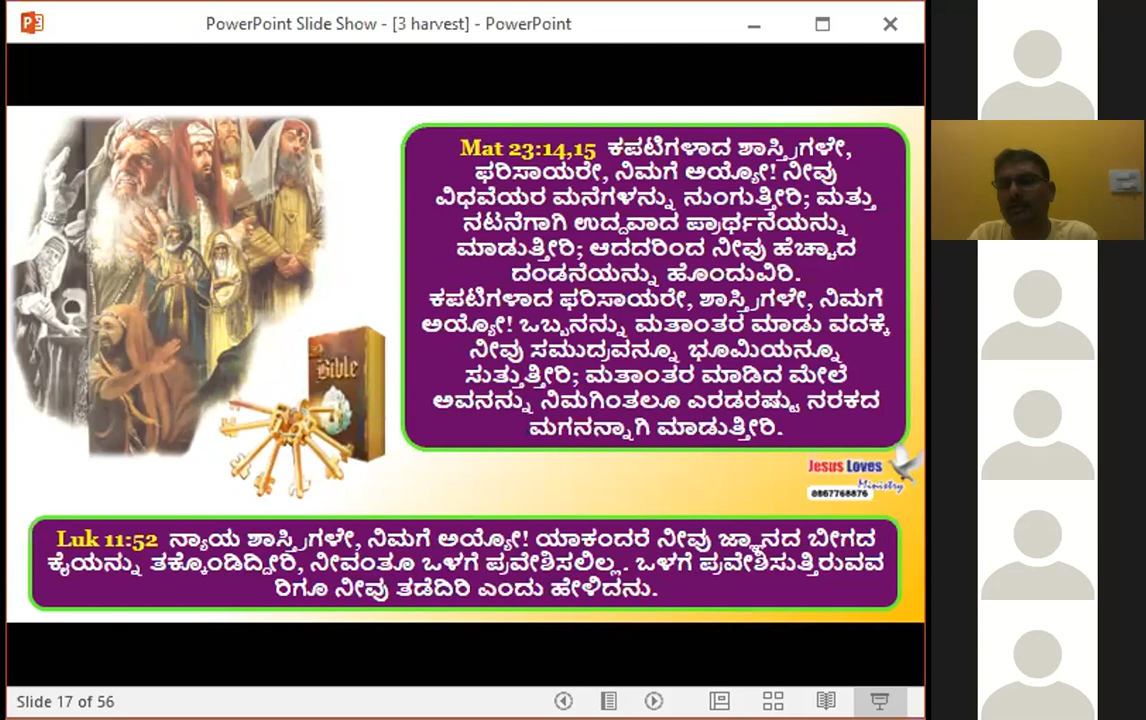 PowerPoint Slide Show - [3 harvest] - PowerPoint
Mat 23:14,15 ಕಪಟಿಗಳಾದ ಶಾಸ್ತ್ರಿಗಳೇ,
ಫರಿಸಾಯರೇ, ನಿಮಗೆ ಅಯ್ಯೋ! ನೀವು
ವಿಧವೆಯರ ಮನೆಗಳನ್ನು ನುಂಗುತ್ತೀರಿ; ಮತ್ತು
ನಟನೆಗಾಗಿ ಉದ್ದವಾದ ಪ್ರಾರ್ಥನೆಯನ್ನು
ಮಾಡುತ್ತೀರಿ; ಆದದರಿಂದ ನೀವು ಹೆಚ್ಚಾದ
ದಂಡನೆಯನ್ನು ಹೊಂದುವಿರಿ.
ಕಪಟಿಗಳಾದ ಫರಿಸಾಯರೇ, ಶಾಸ್ತ್ರಿಗಳೇ, ನಿಮಗೆ
ಅಯ್ಯೋ! ಒಬ್ಬನನ್ನು ಮತಾಂತರ ಮಾಡು ವದಕ್ಕೆ
ನೀವು ಸಮುದ್ರವನ್ನೂ ಭೂಮಿಯನ್ನೂ
ಸುತ್ತುತ್ತೀರಿ; ಮತಾಂತರ ಮಾಡಿದ ಮೇಲೆ
ಅವನನ್ನು ನಿಮಗಿಂತಲೂ ಎರಡರಷ್ಟು ನರಕದ
ಮಗನನ್ನಾಗಿ ಮಾಡುತ್ತೀರಿ.
Bible
Jesus Loves
Ministry
8867768876
Luk 11:52 ನ್ಯಾಯ ಶಾಸ್ತ್ರಿಗಳೇ, ನಿಮಗೆ ಅಯ್ಯೋ! ಯಾಕಂದರೆ ನೀವು ಜ್ಞಾನದ ಬೀಗದ
ಕೈಯನ್ನು ತಕ್ಕೊಂಡಿದ್ದೀರಿ, ನೀವಂತೂ ಒಳಗೆ ಪ್ರವೇಶಿಸಲಿಲ್ಲ. ಒಳಗೆ ಪ್ರವೇಶಿಸುತ್ತಿರುವವ
ರಿಗೂ ನೀವು ತಡೆದಿರಿ ಎಂದು ಹೇಳಿದನು.
Slide 17 of 56